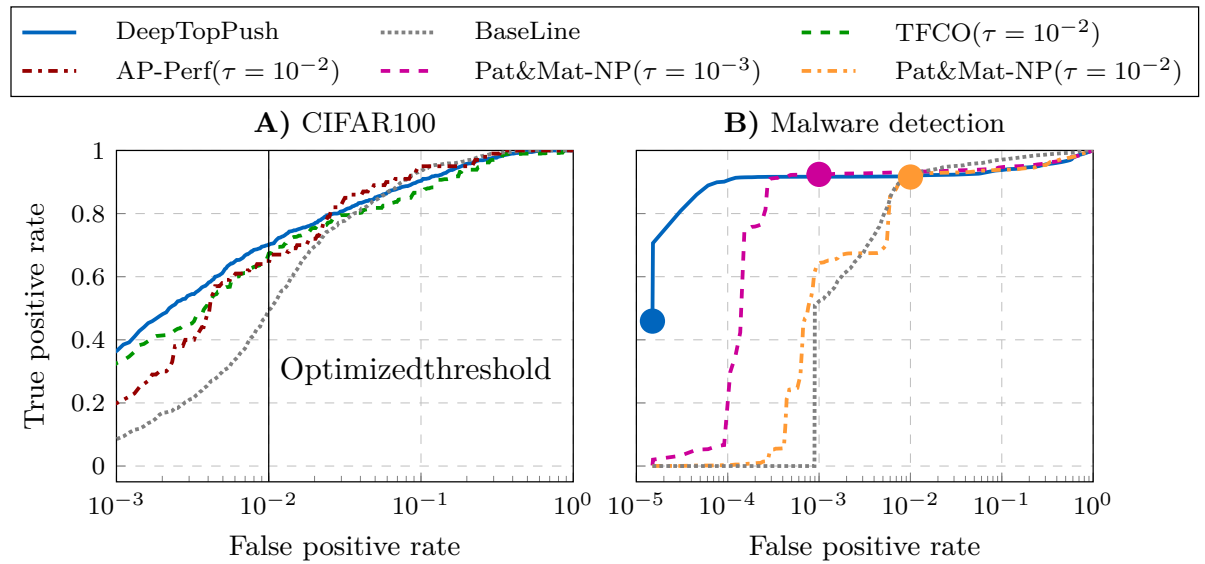 DeepTopPush BaseLine TFCO(τ = 10⁻²)
AP-Perf(τ = 10⁻²) Pat&Mat-NP(τ = 10⁻³) Pat&Mat-NP(τ = 10⁻²)
A) CIFAR100
True positive rate
1
0.8
0.6
0.4
0.2
0
Optimizedthreshold
10⁻³ 10⁻² 10⁻¹ 10⁰
False positive rate
B) Malware detection
10⁻⁵ 10⁻⁴ 10⁻³ 10⁻² 10⁻¹ 10⁰
False positive rate